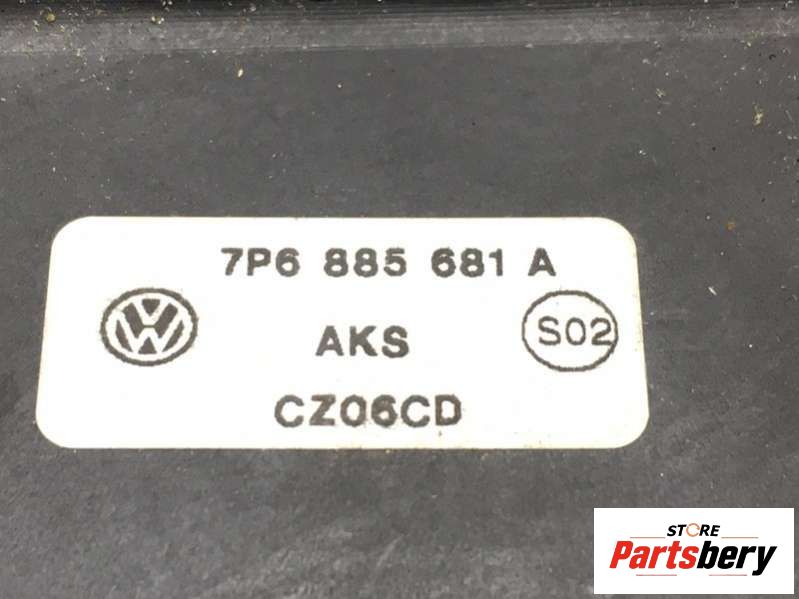 7P6 885 681 A
VW
AKS
S02
CZ06CD
STORE
Partsbery